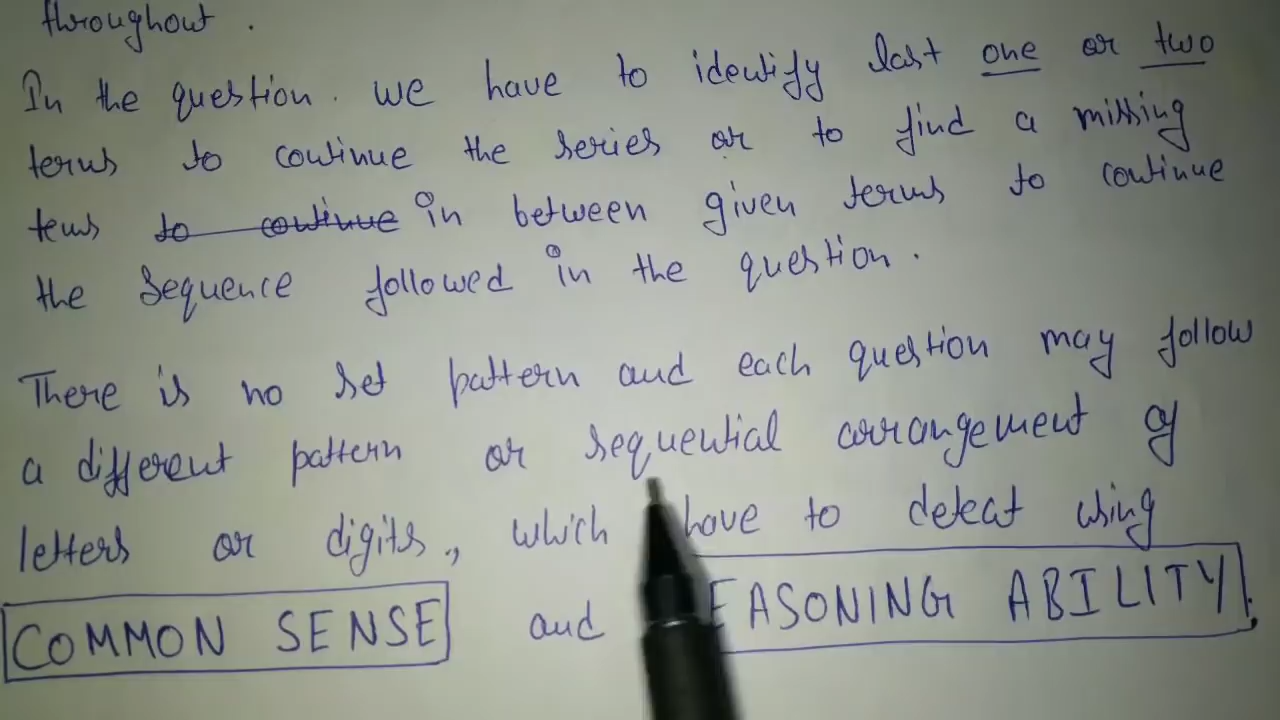 throughout.
In the question. we have to identify last one or two
terms to continue the series or to find a missing
tems to continue in between given terms to continue
the sequence followed in the question.
There is no set pattern and each question may follow
a different pattern or sequential arrangement of
letters or digits, which have to detect using
COMMON SENSE and EASONING ABILITY.